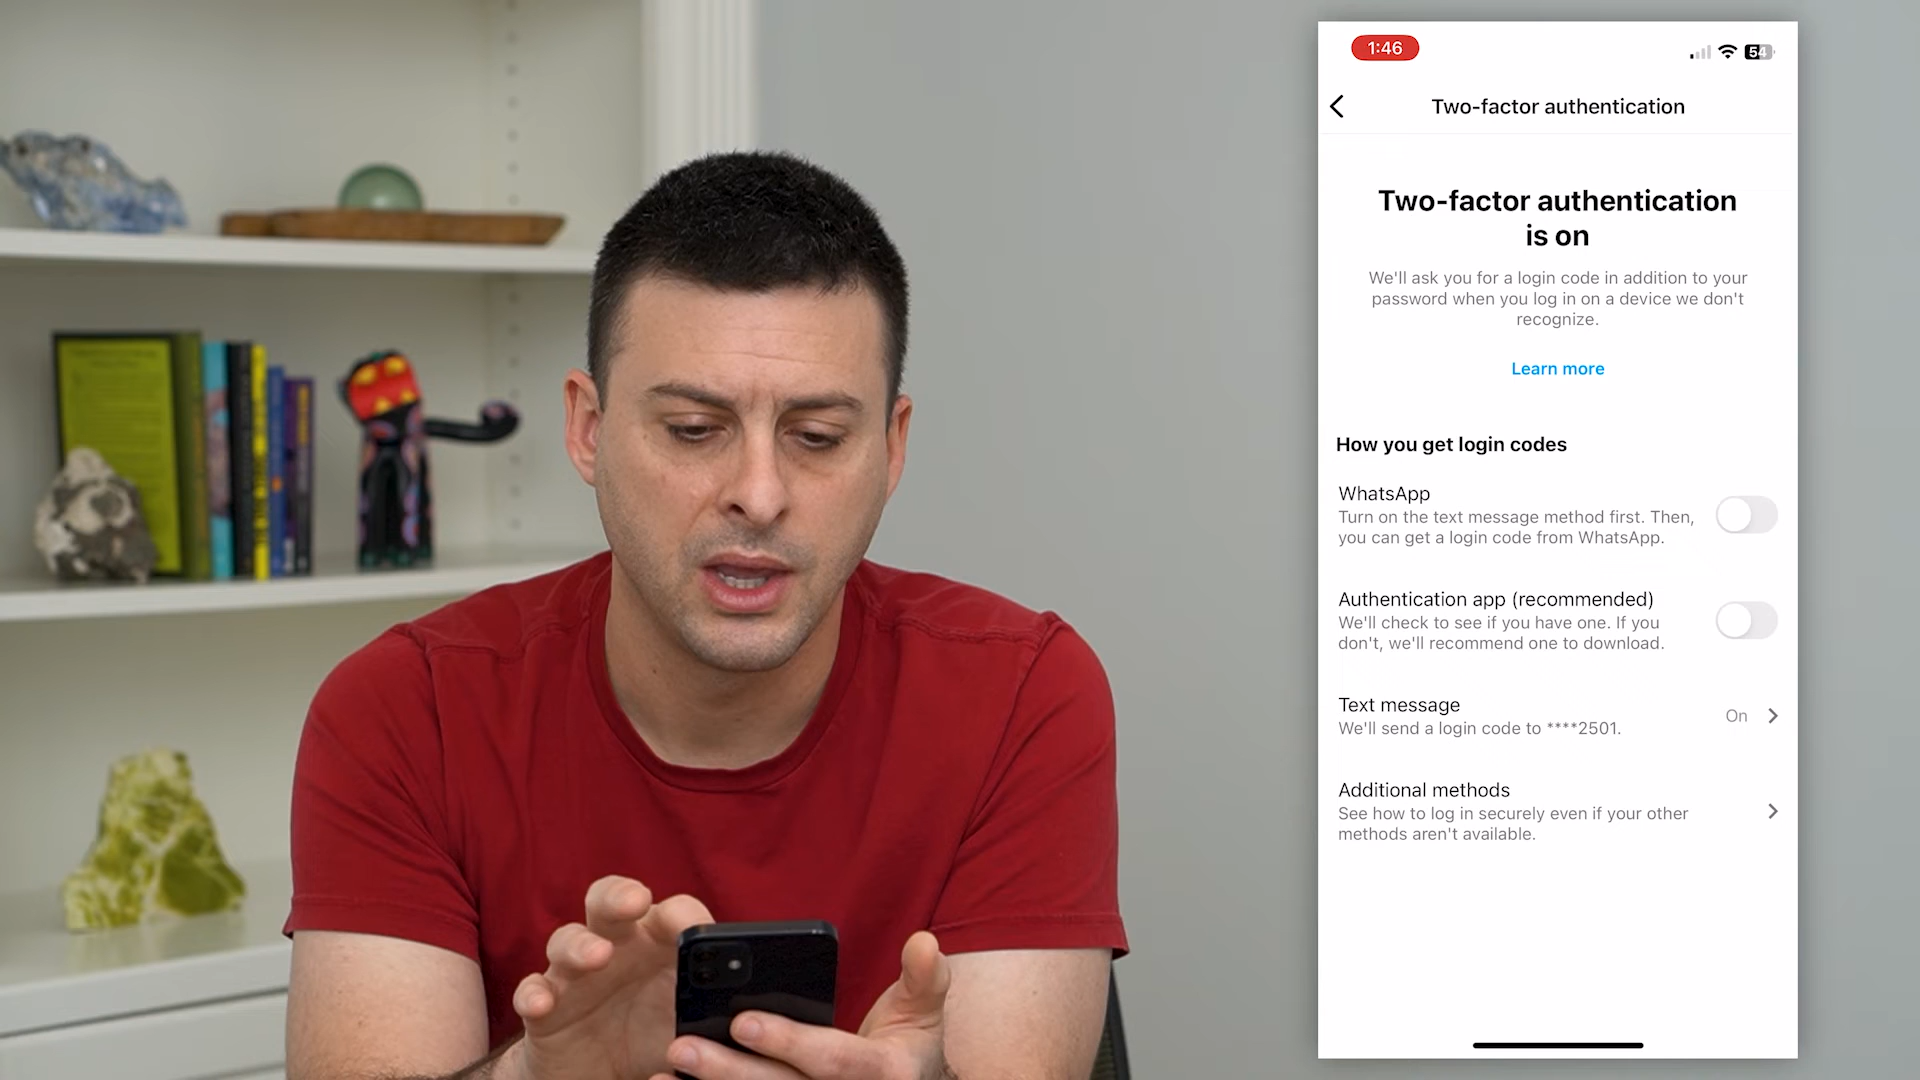 1:46
54
Two-factor authentication
Two-factor authentication
is on
We'll ask you for a login code in addition to your
password when you log in on a device we don't
recognize.
Learn more
How you get login codes
WhatsApp
Turn on the text message method first. Then,
you can get a login code from WhatsApp.
Authentication app (recommended)
We'll check to see if you have one. If you
don't, we'll recommend one to download.
Text message
We'll send a login code to ****2501.
On
Additional methods
See how to log in securely even if your other
methods aren't available.